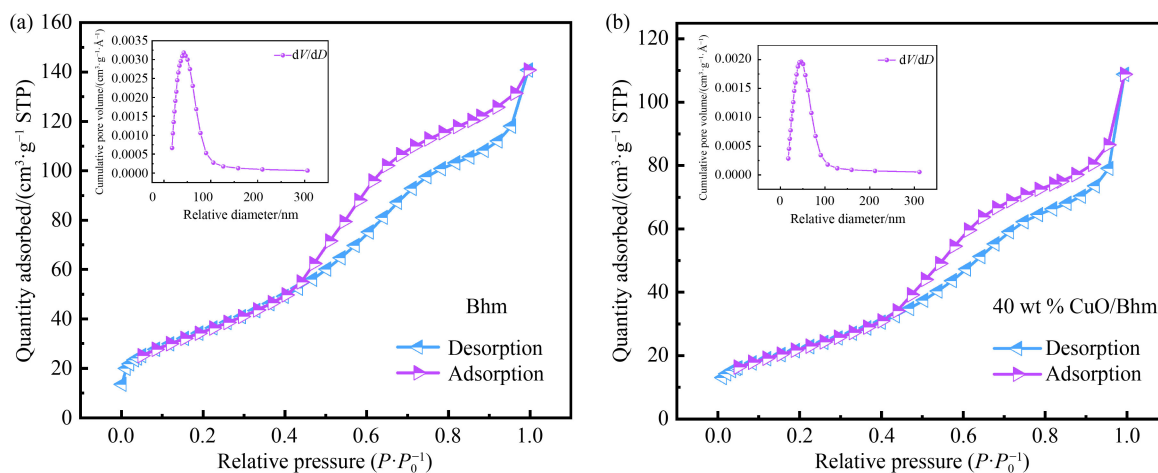 (a)
160
140
120
100
80
60
40
20
0
Quantity adsorbed/(cm³·g⁻¹ STP)
0.0 0.2 0.4 0.6 0.8 1.0
Relative pressure (P·P₀⁻¹)
Bhm
Desorption
Adsorption
0.0035
0.0030
0.0025
0.0020
0.0015
0.0010
0.0005
0.0000
Cumulative pore volume/(cm³·g⁻¹·Å⁻¹)
dV/dD
0 100 200 300
Relative diameter/nm
(b)
120
100
80
60
40
20
0
Quantity adsorbed/(cm³·g⁻¹ STP)
0.0 0.2 0.4 0.6 0.8 1.0
Relative pressure (P·P₀⁻¹)
40 wt % CuO/Bhm
Desorption
Adsorption
0.0020
0.0015
0.0010
0.0005
0.0000
Cumulative pore volume/(cm³·g⁻¹·Å⁻¹)
dV/dD
0 100 200 300
Relative diameter/nm